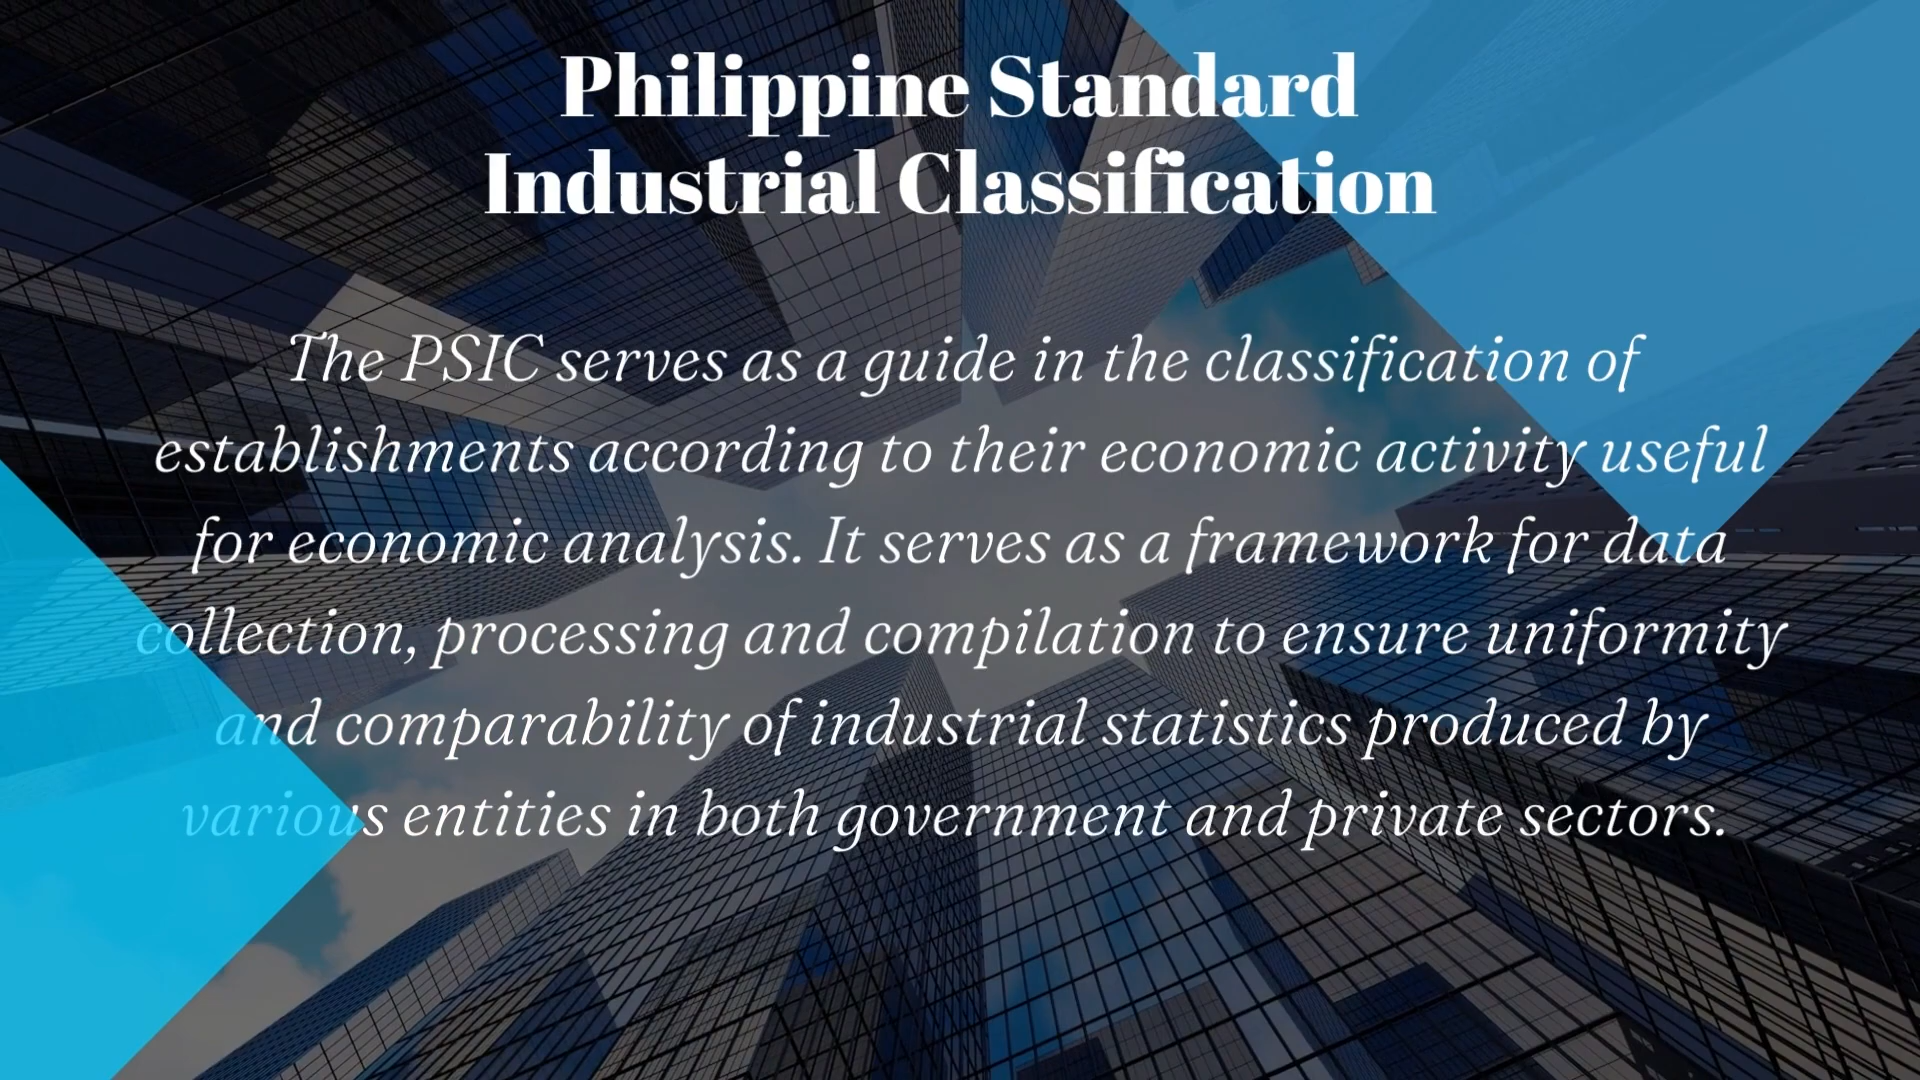 Philippine Standard
Industrial Classification
The PSIC serves as a guide in the classification of
establishments according to their economic activity useful
for economic analysis. It serves as a framework for data
collection, processing and compilation to ensure uniformity
and comparability of industrial statistics produced by
various entities in both government and private sectors.